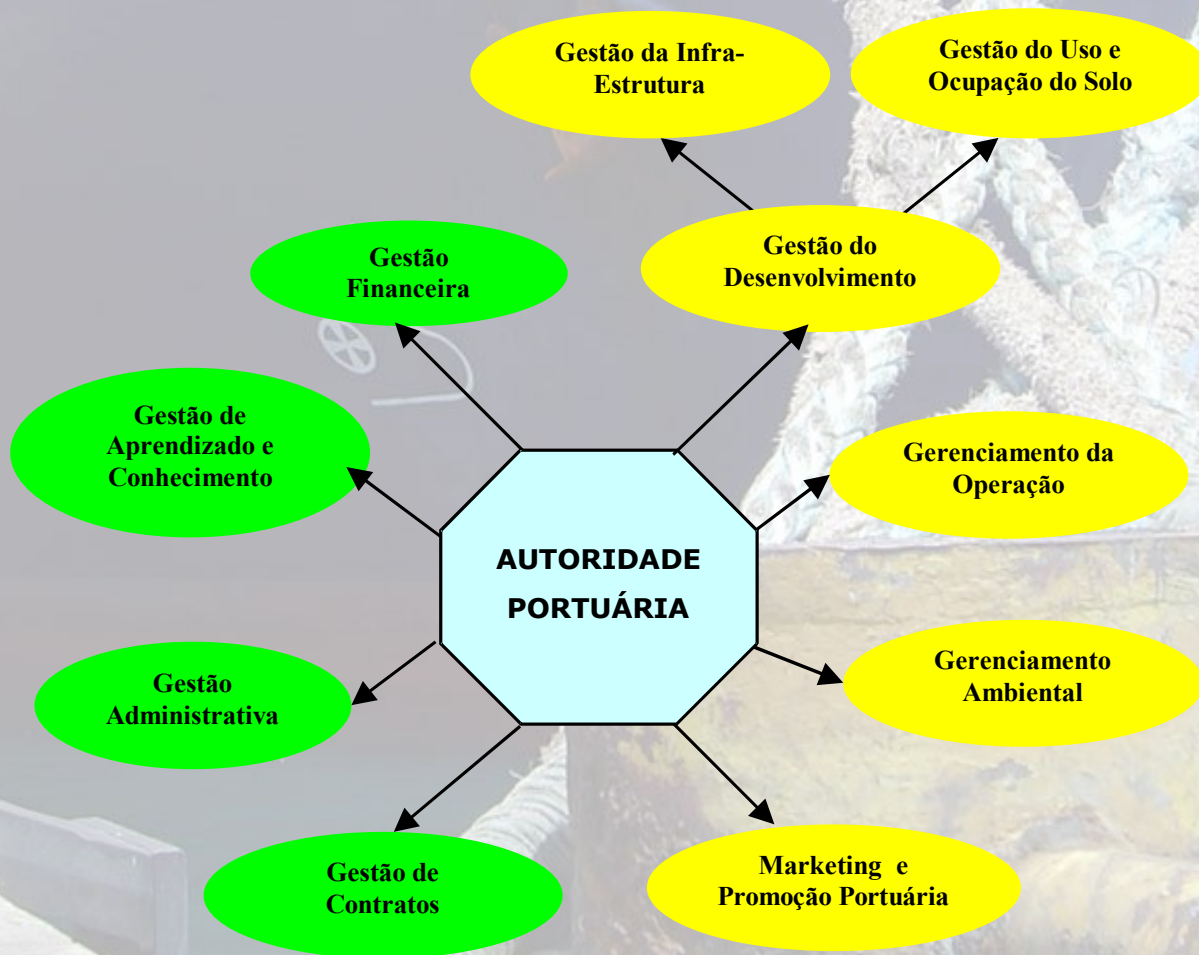 Gestão da Infra-
Estrutura
Gestão do Uso e
Ocupação do Solo
Gestão
Financeira
Gestão do
Desenvolvimento
Gestão de
Aprendizado e
Conhecimento
Gerenciamento da
Operação
AUTORIDADE
PORTUÁRIA
Gestão
Administrativa
Gerenciamento
Ambiental
Gestão de
Contratos
Marketing e
Promoção Portuária